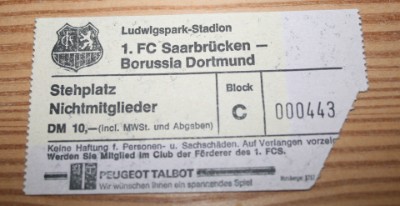 Ludwigspark-Stadion
1. FC Saarbrücken —
Borussia Dortmund
Stehplatz
Nichtmitglieder
DM 10,– (incl. MWSt. und Abgaben)
Block
C
000443
Keine Haftung f. Personen- u. Sachschäden. Auf Verlangen vorzeigen
Werden Sie Mitglied im Club der Förderer des 1. FCS.
PEUGEOT TALBOT
Wir wünschen Ihnen ein spannendes Spiel